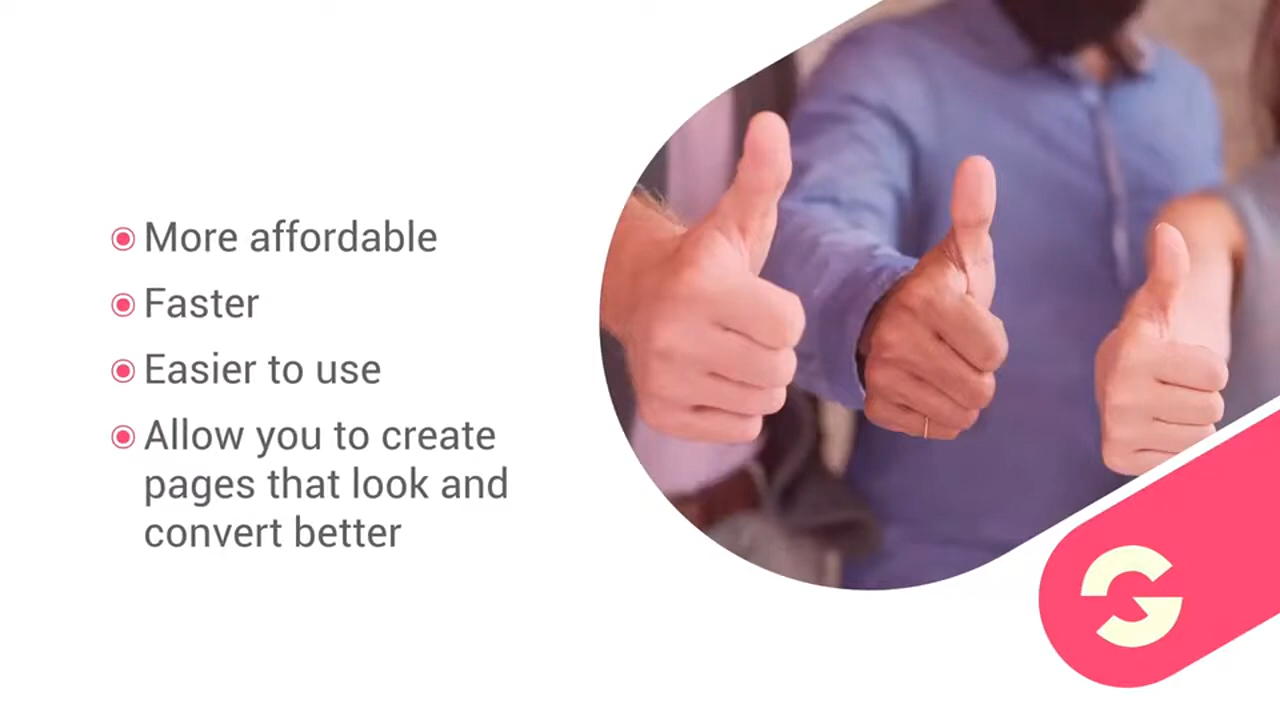 More affordable
Faster
Easier to use
Allow you to create
pages that look and
convert better